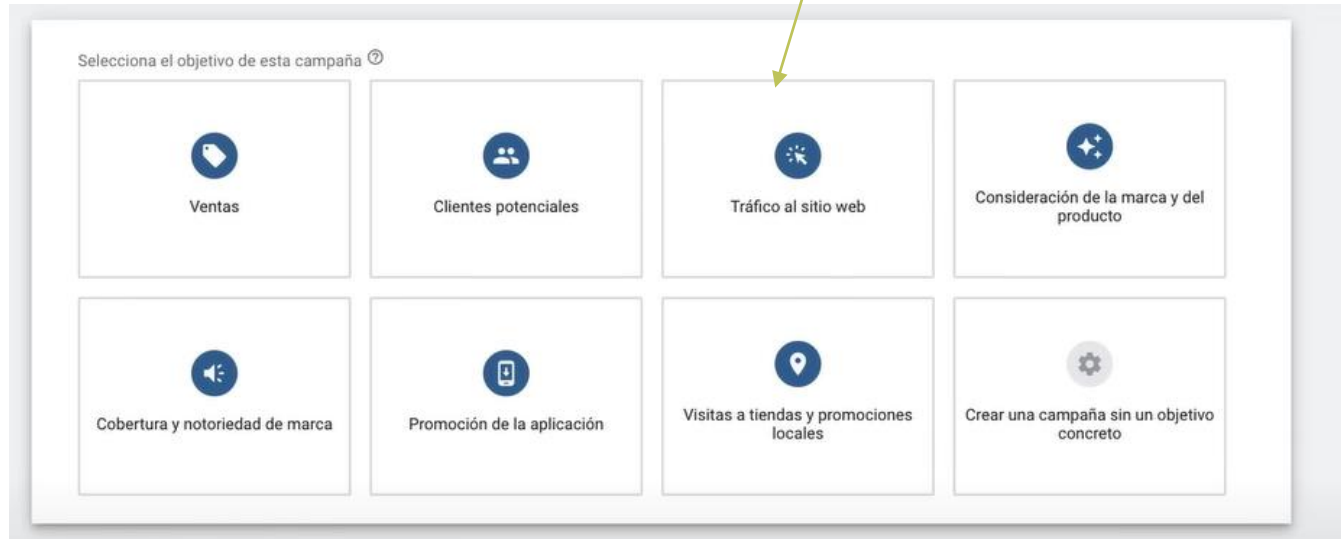 Selecciona el objetivo de esta campaña
Ventas
Clientes potenciales
Tráfico al sitio web
Consideración de la marca y del
producto
Cobertura y notoriedad de marca
Promoción de la aplicación
Visitas a tiendas y promociones
locales
Crear una campaña sin un objetivo
concreto